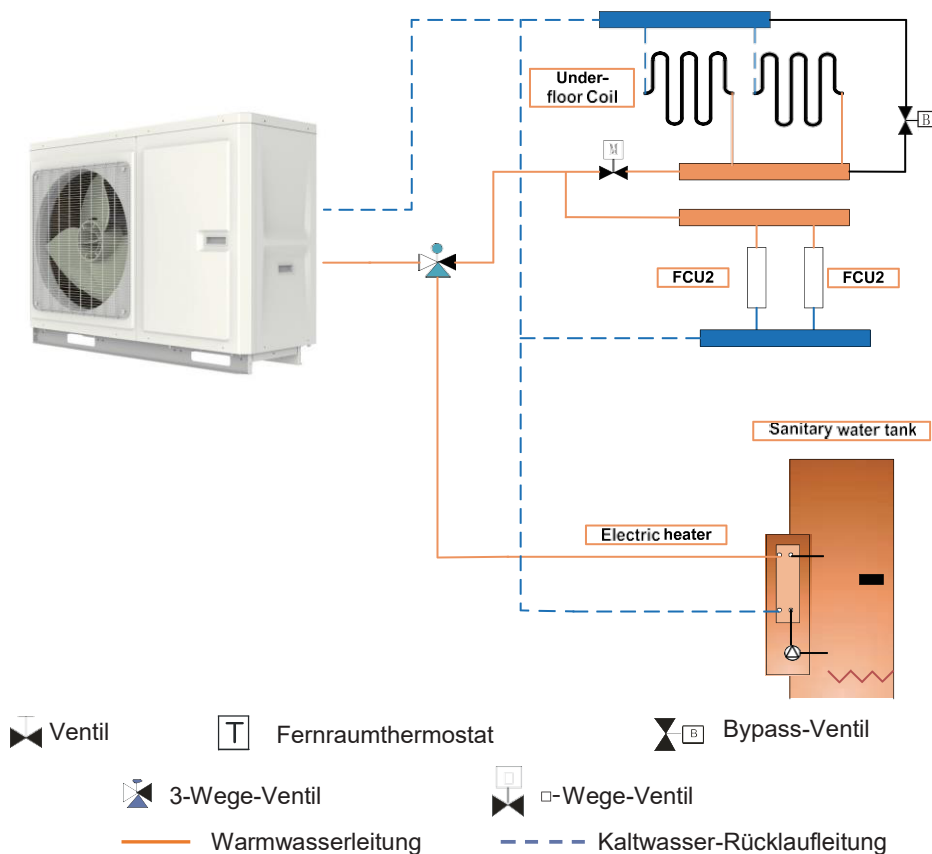 Under-
floor Coil
B
M
FCU2
FCU2
Sanitary water tank
Electric heater
Ventil
T
Fernraumthermostat
B
Bypass-Ventil
3-Wege-Ventil
□-Wege-Ventil
Warmwasserleitung
Kaltwasser-Rücklaufleitung